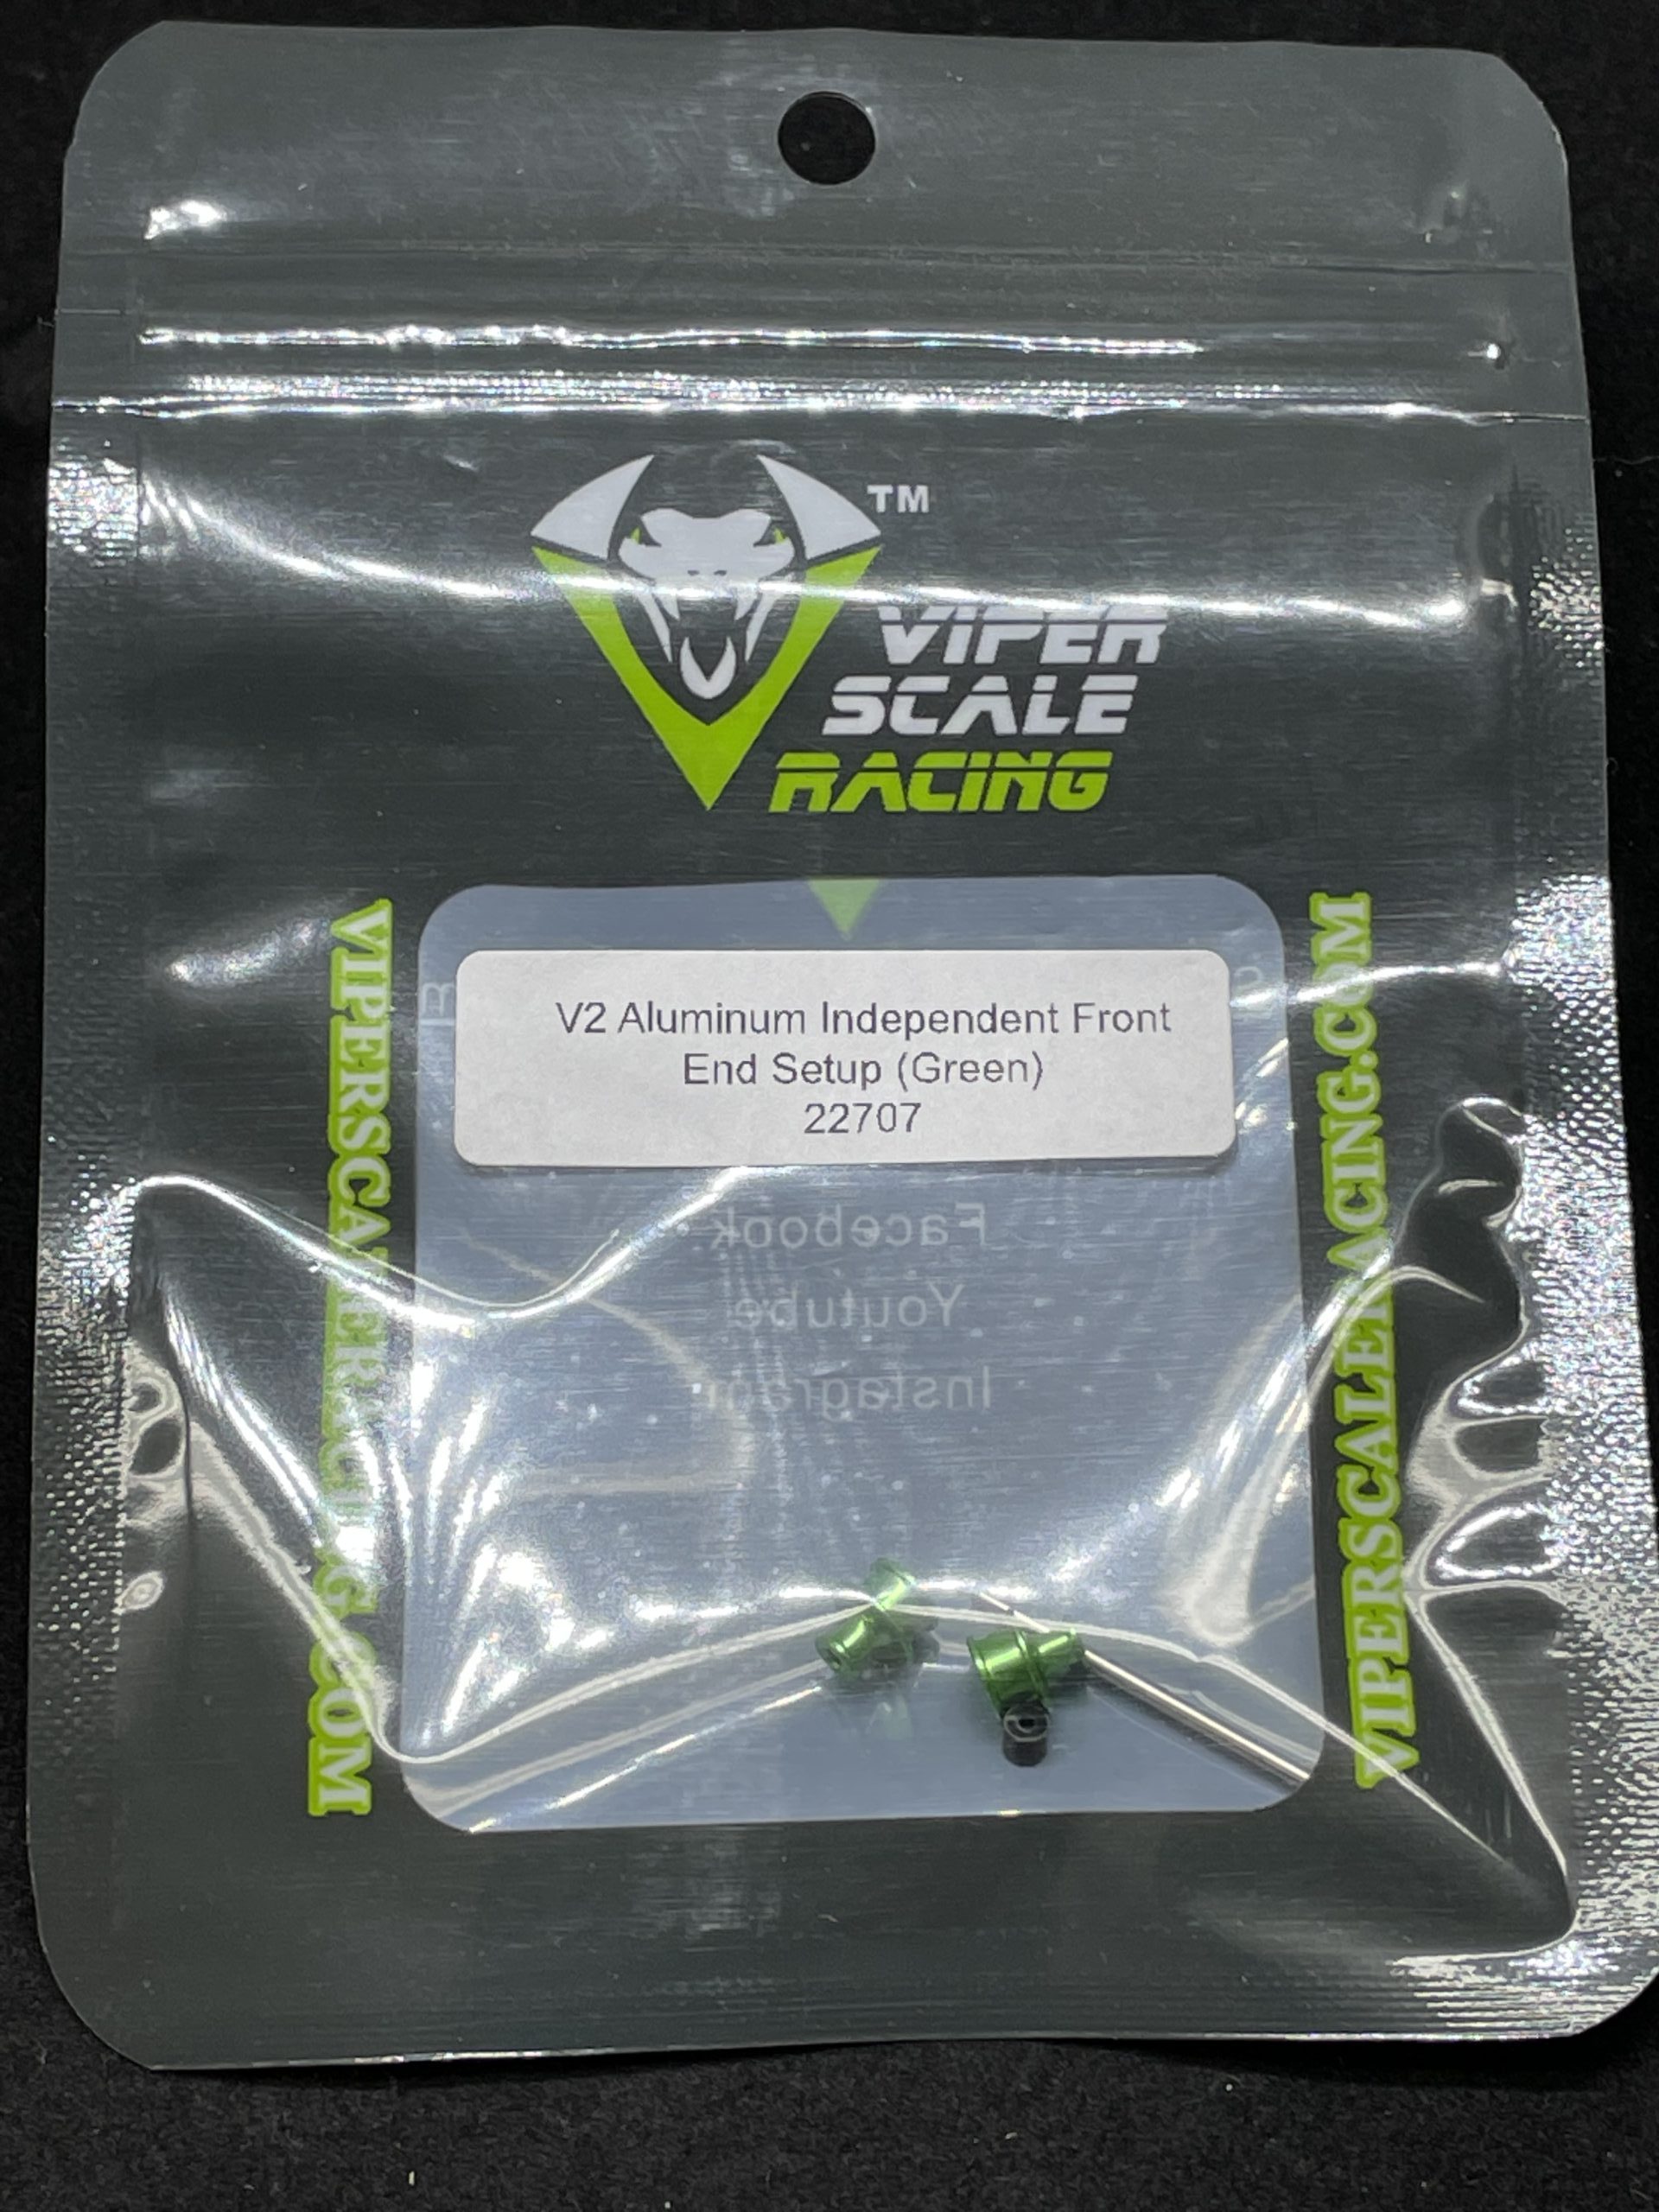 TM
VIPER
SCALE
RACING
VIPERSCALERACING.COM
VIPERSCALERACING.COM
V2 Aluminum Independent Front
End Setup (Green)
22707
Facebook
Youtube
Instagram